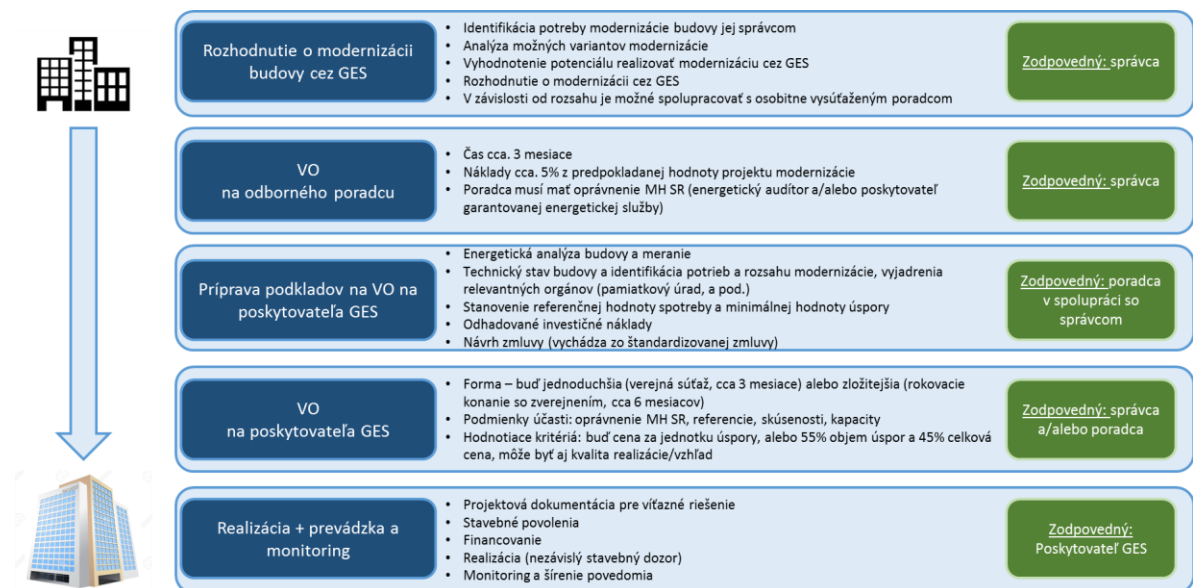 Rozhodnutie o modernizácii
budovy cez GES
• Identifikácia potreby modernizácie budovy jej správcom
• Analýza možných variantov modernizácie
• Vyhodnotenie potenciálu realizovať modernizáciu cez GES
• Rozhodnutie o modernizácii cez GES
• V závislosti od rozsahu je možné spolupracovať s osobitne vysúťaženým poradcom
Zodpovedný: správca
VO
na odborného poradcu
• Čas cca. 3 mesiace
• Náklady cca. 5% z predpokladanej hodnoty projektu modernizácie
• Poradca musí mať oprávnenie MH SR (energetický audítor a/alebo poskytovateľ
garantovanej energetickej služby)
Zodpovedný: správca
Príprava podkladov na VO na
poskytovateľa GES
• Energetická analýza budovy a meranie
• Technický stav budovy a identifikácia potrieb a rozsahu modernizácie, vyjadrenia
relevantných orgánov (pamiatkový úrad, a pod.)
• Stanovenie referenčnej hodnoty spotreby a minimálnej hodnoty úspory
• Odhadované investičné náklady
• Návrh zmluvy (vychádza zo štandardizovanej zmluvy)
Zodpovedný: poradca
v spolupráci so
správcom
VO
na poskytovateľa GES
• Forma – buď jednoduchšia (verejná súťaž, cca 3 mesiace) alebo zložitejšia (rokovacie
konanie so zverejnením, cca 6 mesiacov)
• Podmienky účasti: oprávnenie MH SR, referencie, skúsenosti, kapacity
• Hodnotiace kritériá: buď cena za jednotku úspory, alebo 55% objem úspor a 45% celková
cena, môže byť aj kvalita realizácie/vzhľad
Zodpovedný: správca
a/alebo poradca
Realizácia + prevádzka a
monitoring
• Projektová dokumentácia pre víťazné riešenie
• Stavebné povolenia
• Financovanie
• Realizácia (nezávislý stavebný dozor)
• Monitoring a šírenie povedomia
Zodpovedný:
Poskytovateľ GES